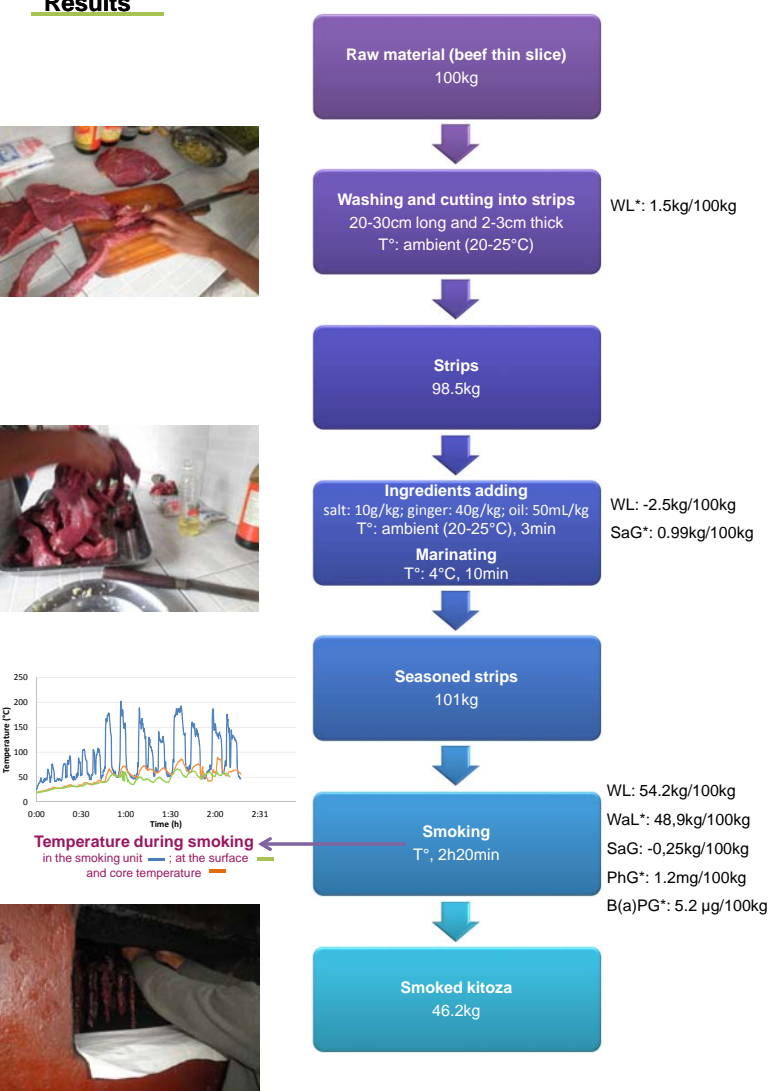 Results
Raw material (beef thin slice)
100kg
Washing and cutting into strips
20-30cm long and 2-3cm thick
T°: ambient (20-25°C)
WL*: 1.5kg/100kg
Strips
98.5kg
Ingredients adding
salt: 10g/kg; ginger: 40g/kg; oil: 50mL/kg
T°: ambient (20-25°C), 3min
Marinating
T°: 4°C, 10min
WL: -2.5kg/100kg
SaG*: 0.99kg/100kg
Seasoned strips
101kg
250
200
150
100
50
0
Temperature (°C)
0:00 0:30 1:00 1:30 2:00 2:31
Time (h)
Temperature during smoking
in the smoking unit ; at the surface
and core temperature
Smoking
T°, 2h20min
WL: 54.2kg/100kg
WaL*: 48,9kg/100kg
SaG: -0,25kg/100kg
PhG*: 1.2mg/100kg
B(a)PG*: 5.2 µg/100kg
Smoked kitoza
46.2kg